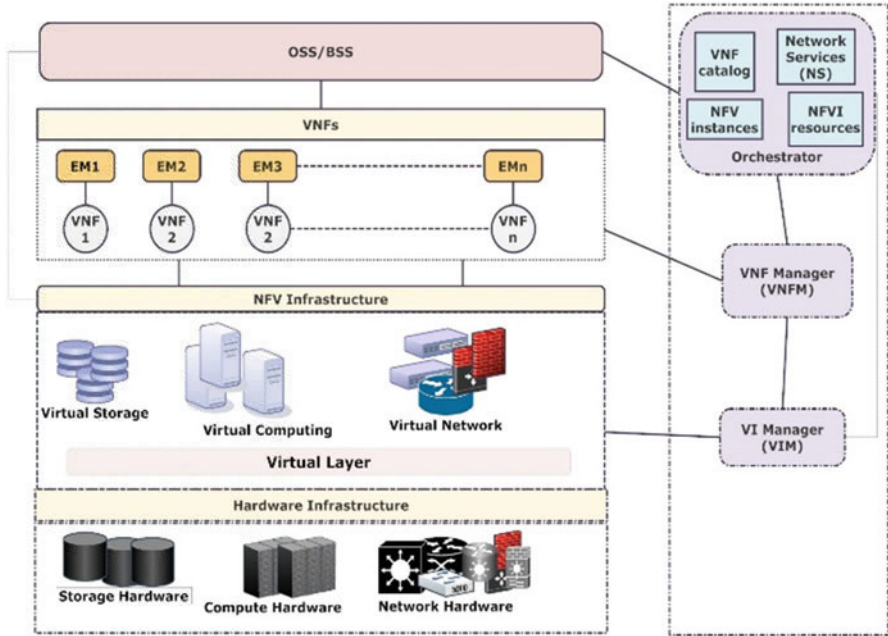 OSS/BSS
VNFs
EM1
EM2
EM3
EMn
VNF
1
VNF
2
VNF
2
VNF
n
NFV Infrastructure
Virtual Storage
Virtual Computing
Virtual Network
Virtual Layer
Hardware Infrastructure
Storage Hardware
Compute Hardware
Network Hardware
VNF
catalog
Network
Services
(NS)
NFV
instances
NFVI
resources
Orchestrator
VNF Manager
(VNFM)
VI Manager
(VIM)